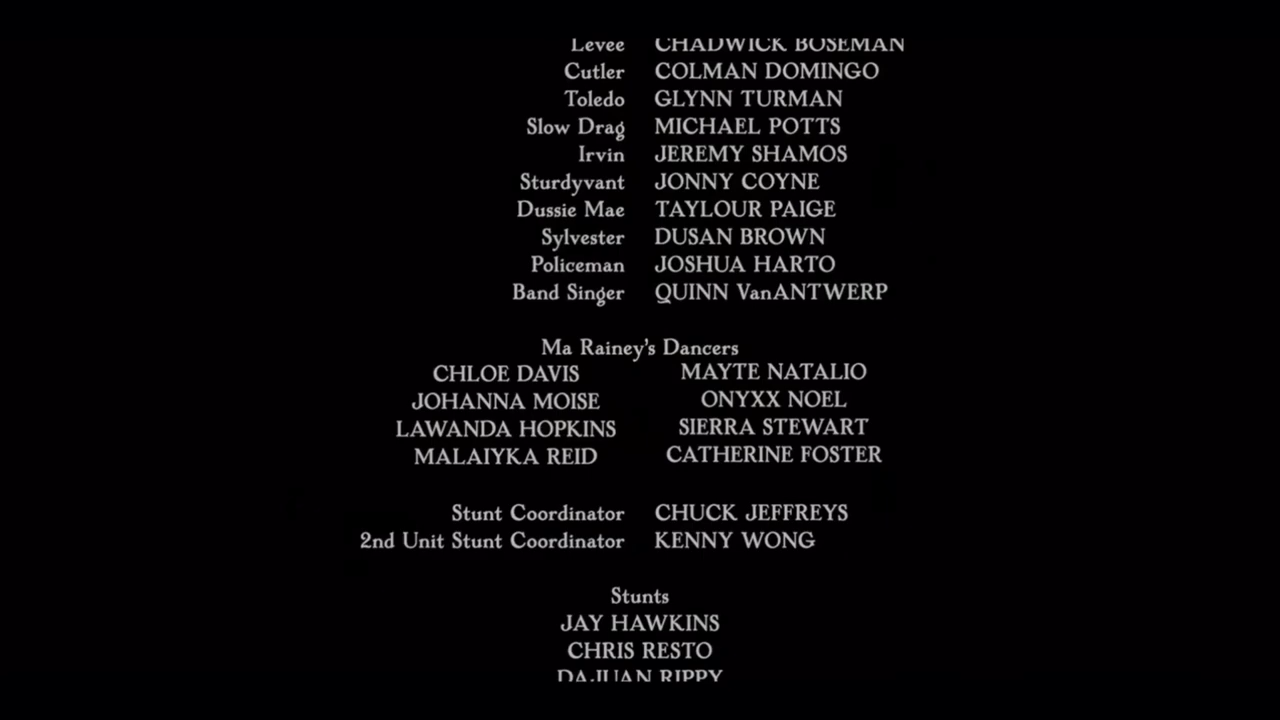 Levee CHADWICK BOSEMAN
Cutler COLMAN DOMINGO
Toledo GLYNN TURMAN
Slow Drag MICHAEL POTTS
Irvin JEREMY SHAMOS
Sturdyvant JONNY COYNE
Dussie Mae TAYLOUR PAIGE
Sylvester DUSAN BROWN
Policeman JOSHUA HARTO
Band Singer QUINN VanANTWERP
Ma Rainey's Dancers
CHLOE DAVIS MAYTE NATALIO
JOHANNA MOISE ONYXX NOEL
LAWANDA HOPKINS SIERRA STEWART
MALAIYKA REID CATHERINE FOSTER
Stunt Coordinator CHUCK JEFFREYS
2nd Unit Stunt Coordinator KENNY WONG
Stunts
JAY HAWKINS
CHRIS RESTO
DAJUAN RIPPY